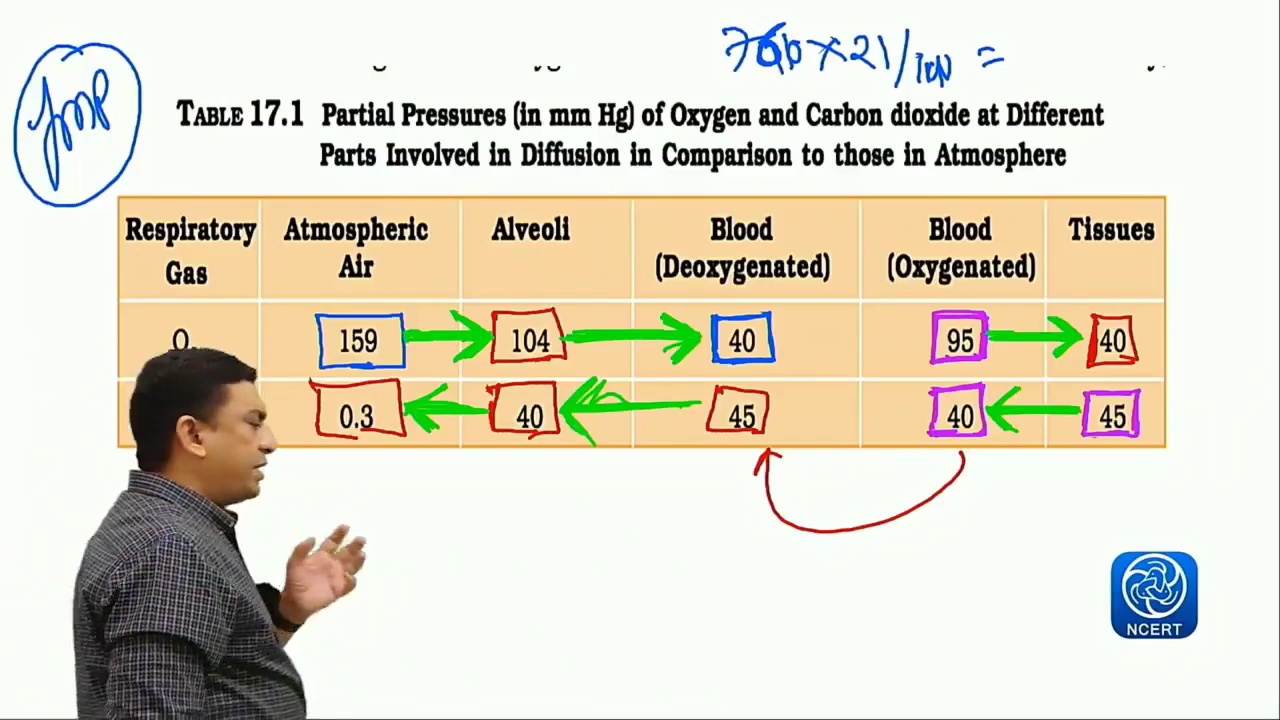 760 x 21/100 =
Imp
TABLE 17.1 Partial Pressures (in mm Hg) of Oxygen and Carbon dioxide at Different
Parts Involved in Diffusion in Comparison to those in Atmosphere
Respiratory Gas Atmospheric Air Alveoli Blood (Deoxygenated) Blood (Oxygenated) Tissues
O 159 104 40 95 40
0.3 40 45 40 45
NCERT